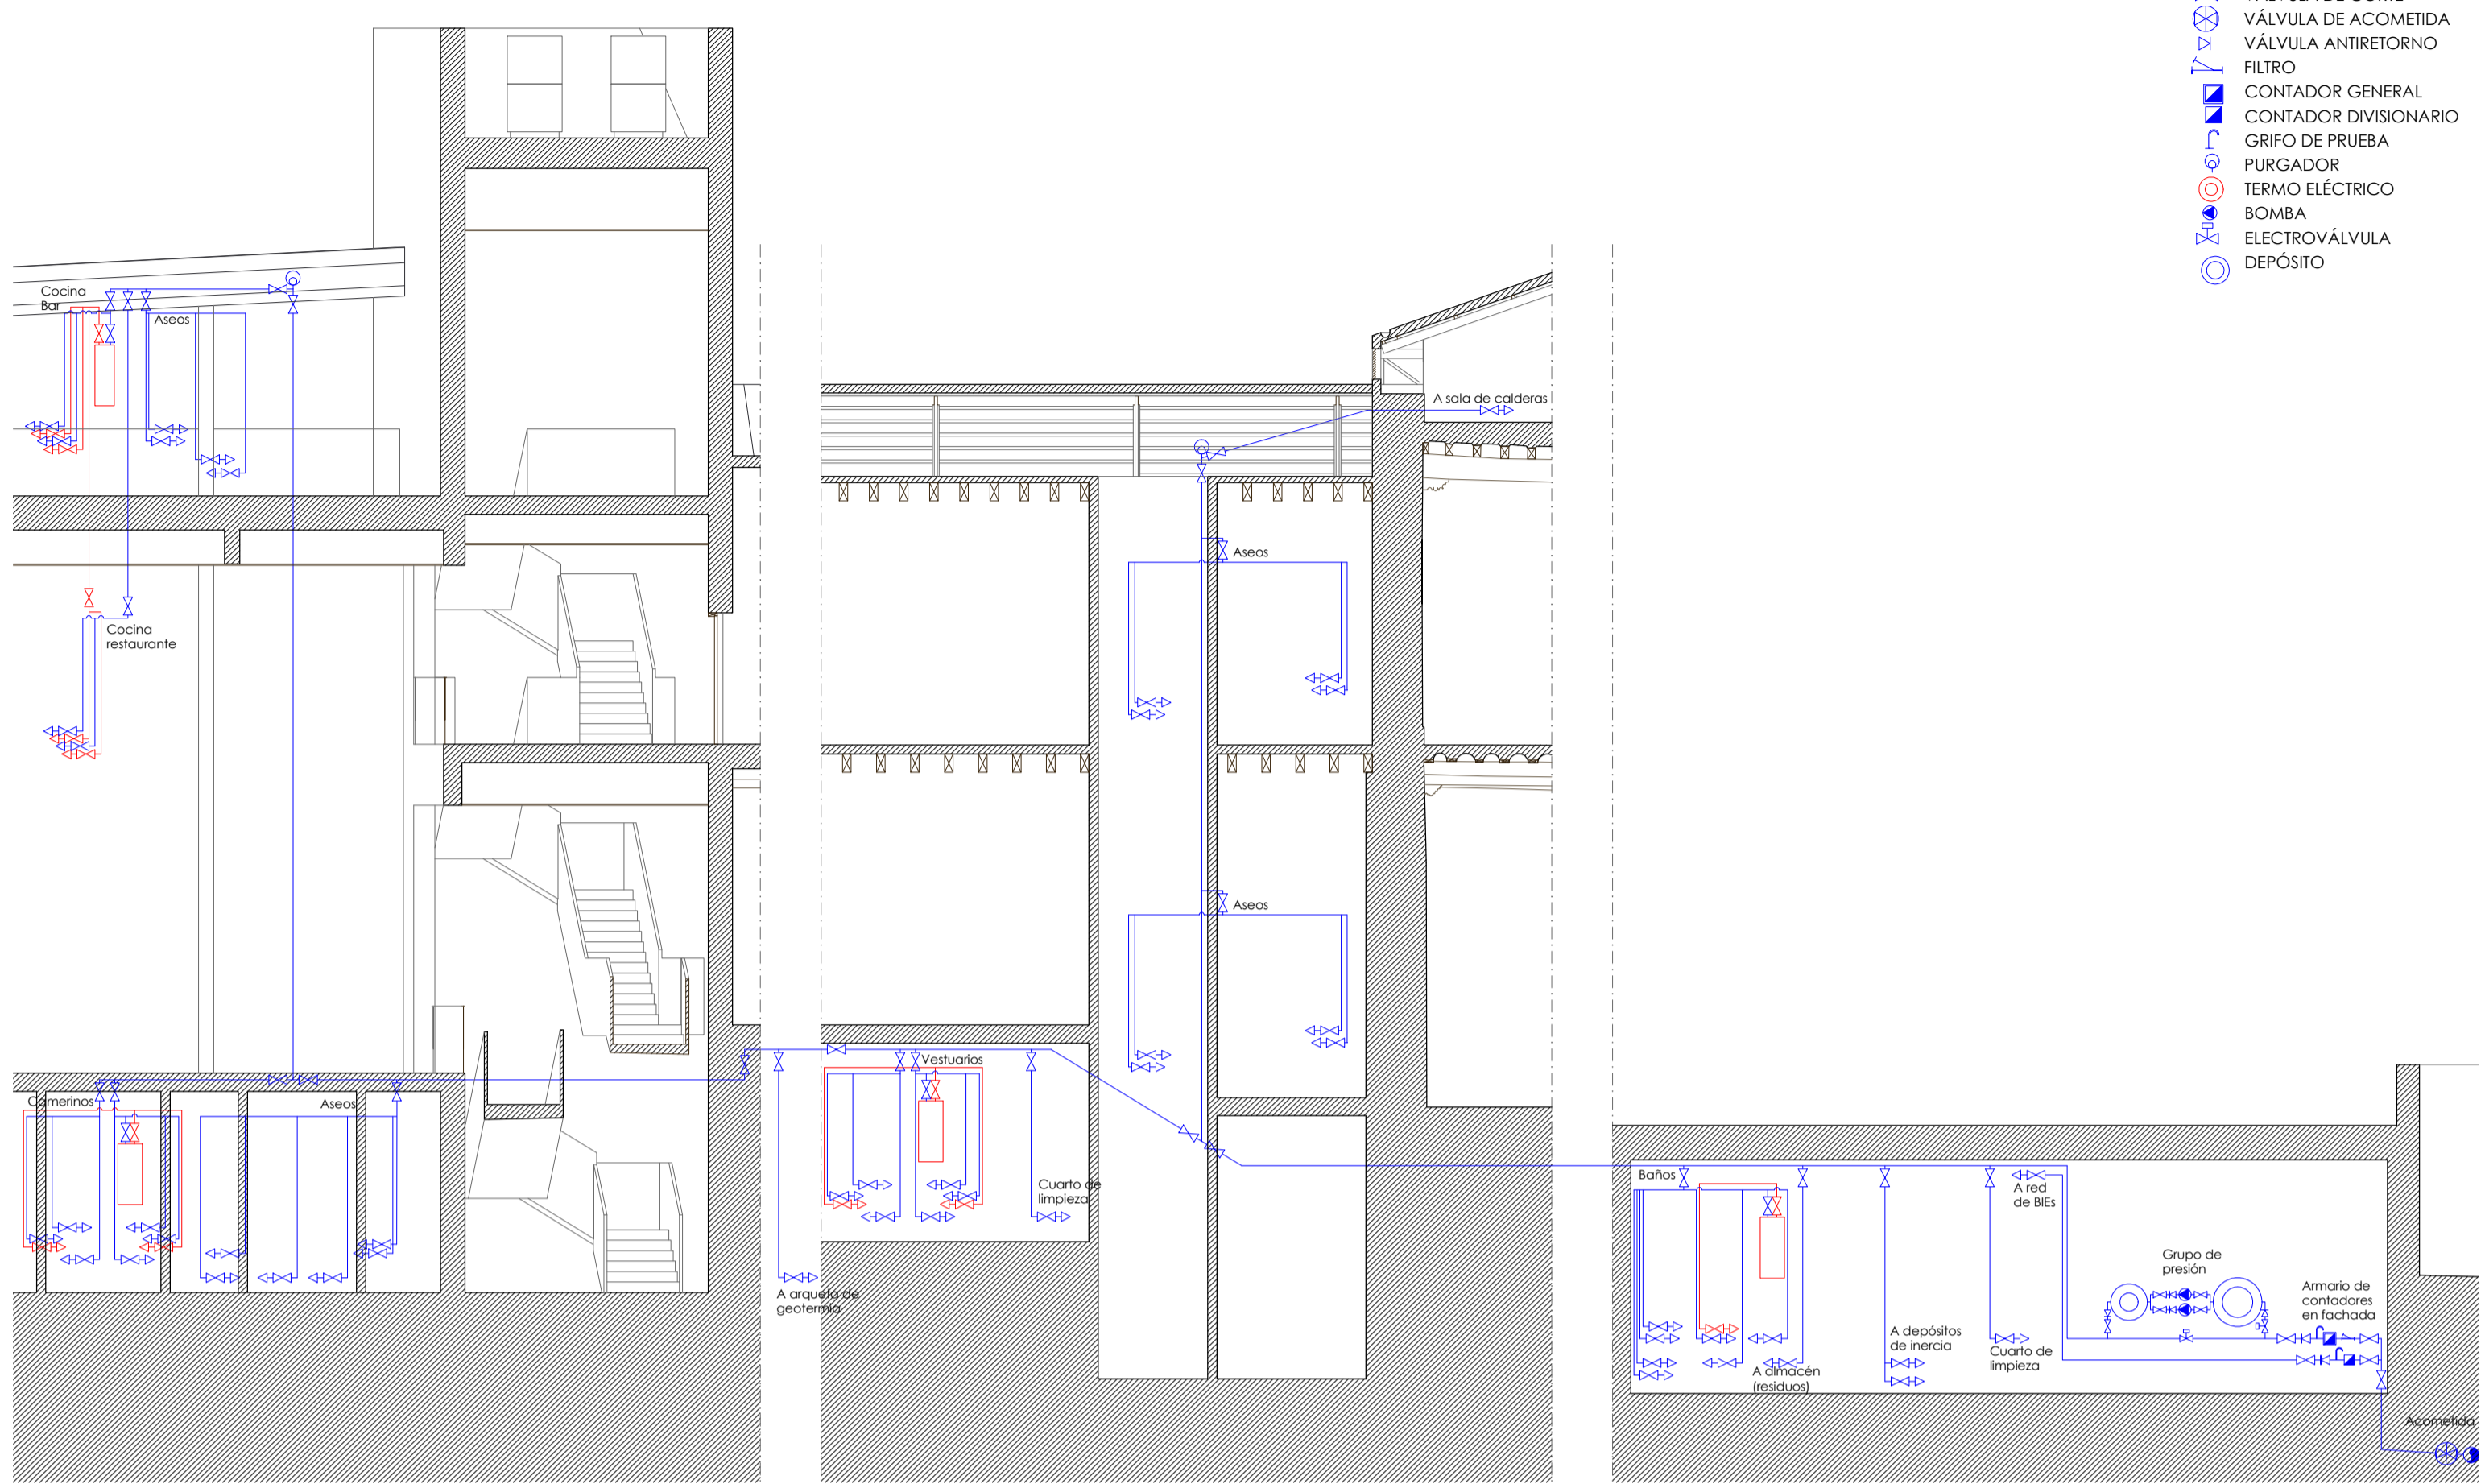 VÁLVULA DE ACOMETIDA
VÁLVULA ANTIRETORNO
FILTRO
CONTADOR GENERAL
CONTADOR DIVISIONARIO
GRIFO DE PRUEBA
PURGADOR
TERMO ELÉCTRICO
BOMBA
ELECTROVÁLVULA
DEPÓSITO
Cocina
Bar
Aseos
A sala de calderas
Aseos
Cocina
restaurante
Aseos
Vestuarios
Camerinos
Aseos
Cuarto de
limpieza
A arqueta de
geotermia
Baños
A red
de BIEs
Grupo de
presión
Armario de
contadores
en fachada
A depósitos
de inercia
Cuarto de
limpieza
A almacén
(residuos)
Acometida